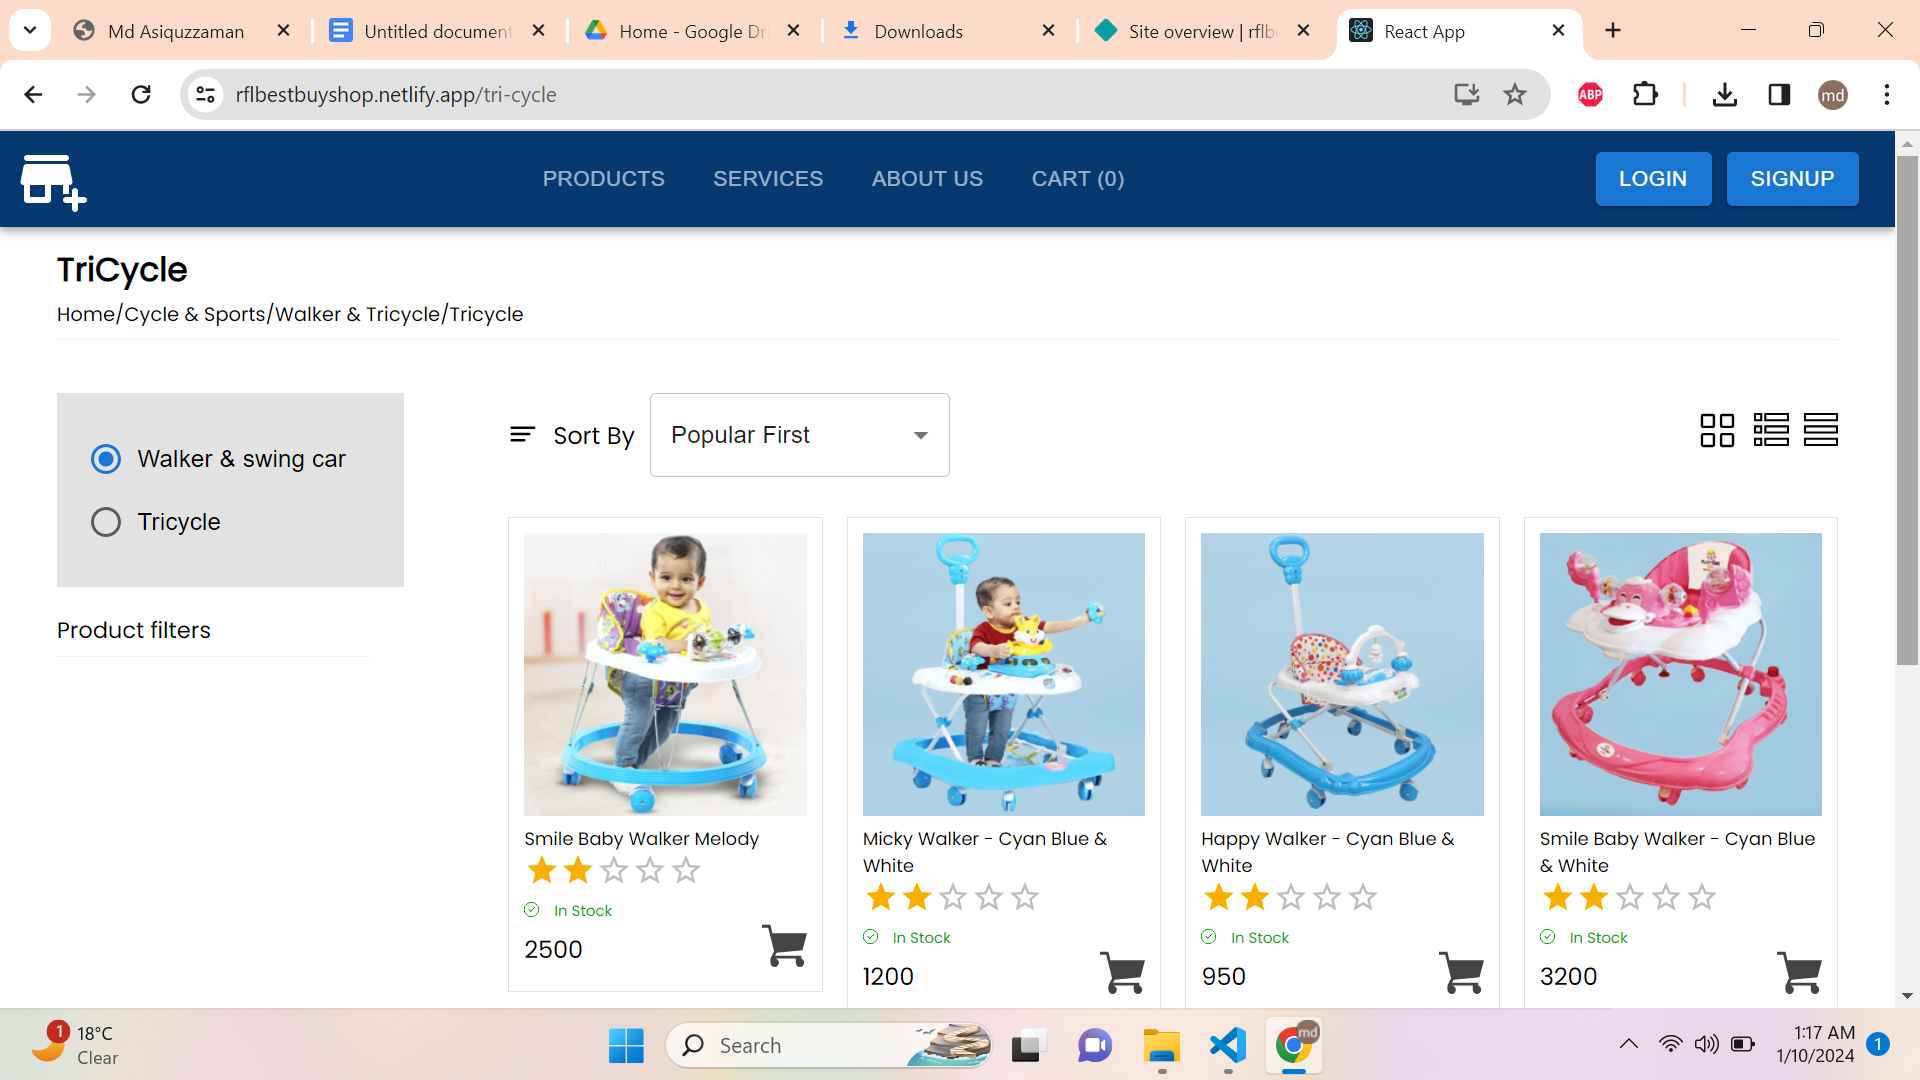 Md Asiquzzaman
Untitled document
Home - Google Dr
Downloads
Site overview | rflb
React App
rflbestbuyshop.netlify.app/tri-cycle
ABP
md
PRODUCTS
SERVICES
ABOUT US
CART (0)
LOGIN
SIGNUP
TriCycle
Home/Cycle & Sports/Walker & Tricycle/Tricycle
Walker & swing car
Tricycle
Product filters
Sort By
Popular First
Smile Baby Walker Melody
In Stock
2500
Micky Walker - Cyan Blue &
White
In Stock
1200
Happy Walker - Cyan Blue &
White
In Stock
950
Smile Baby Walker - Cyan Blue
& White
In Stock
3200
1
18°C
Clear
Search
md
1:17 AM
1/10/2024
1